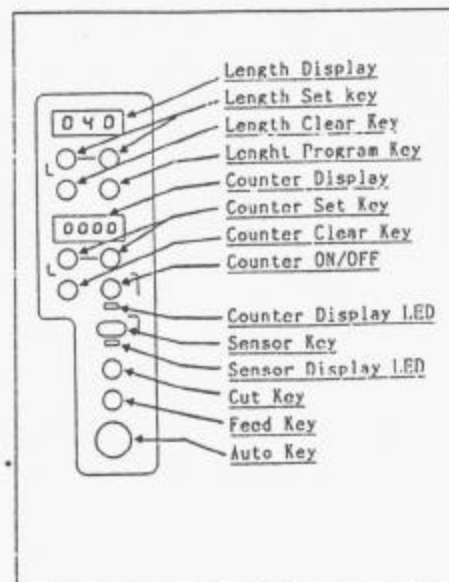 Length Display
Length Set key
040
Length Clear Key
L
Lenght Program Key
Counter Display
0000
Counter Set Key
Counter Clear Key
L
Counter ON/OFF
Counter Display LED
Sensor Key
Sensor Display LED
Cut Key
Feed Key
Auto Key